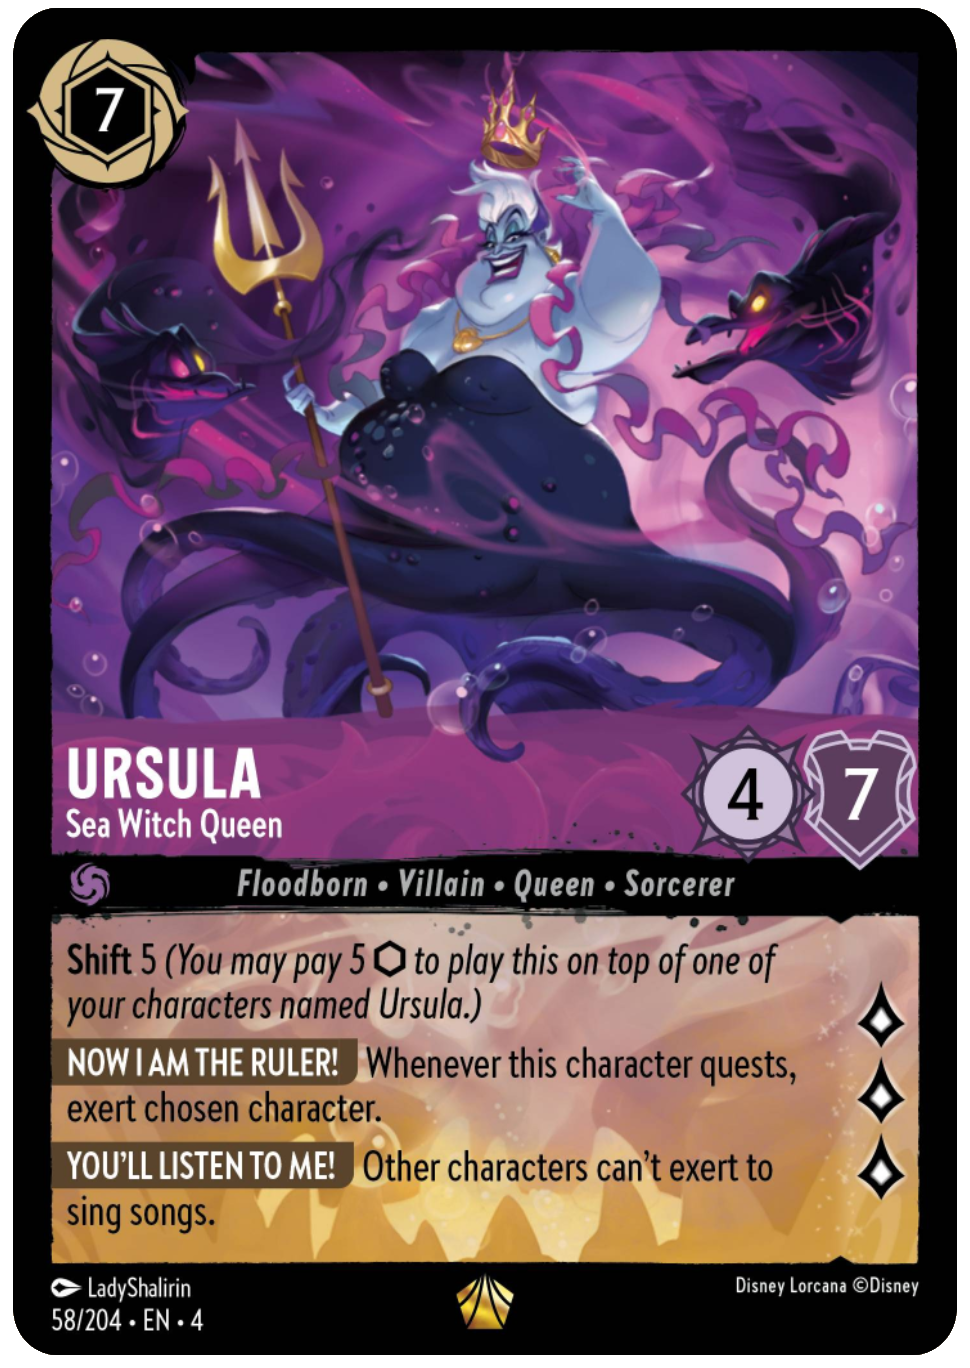 7
URSULA
Sea Witch Queen
4
7
Floodborn • Villain • Queen • Sorcerer
Shift 5 (You may pay 5 ⬡ to play this on top of one of
your characters named Ursula.)
NOW I AM THE RULER! Whenever this character quests,
exert chosen character.
YOU'LL LISTEN TO ME! Other characters can't exert to
sing songs.
LadyShalirin
Disney Lorcana ©Disney
58/204 • EN • 4